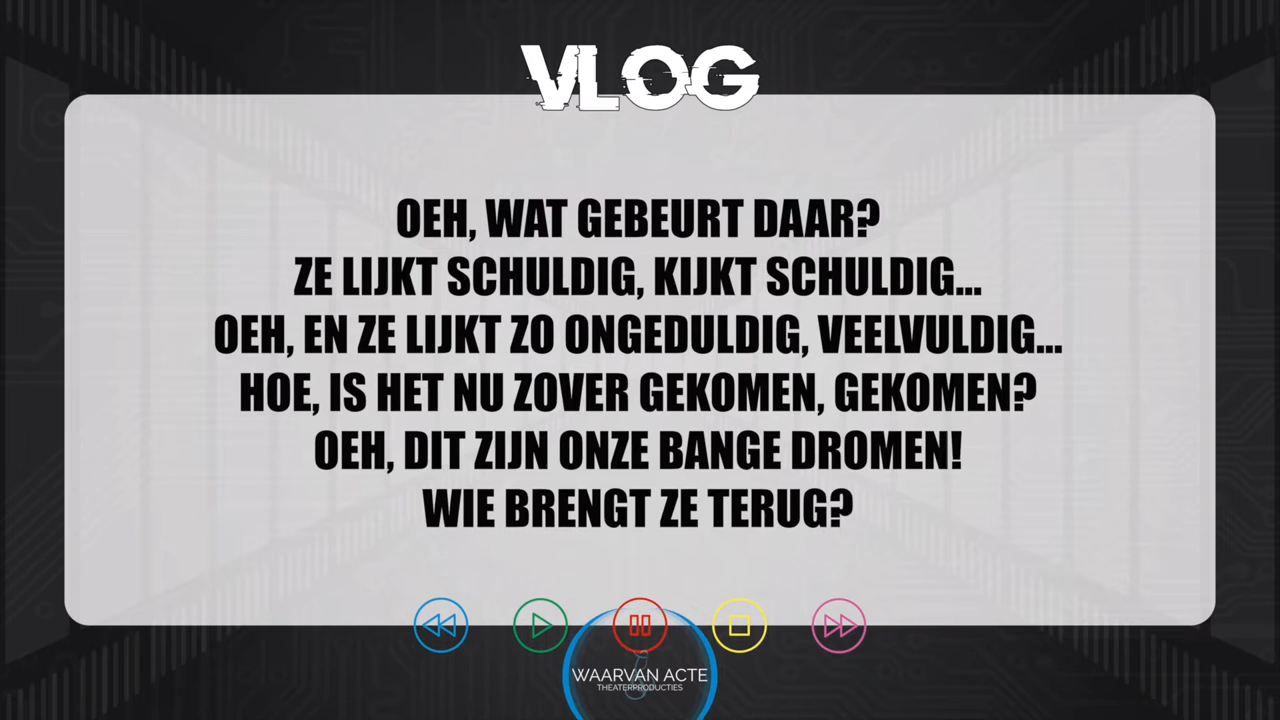 VLOG
OEH, WAT GEBEURT DAAR?
ZE LIJKT SCHULDIG, KIJKT SCHULDIG...
OEH, EN ZE LIJKT ZO ONGEDULDIG, VEELVULDIG...
HOE, IS HET NU ZOVER GEKOMEN, GEKOMEN?
OEH, DIT ZIJN ONZE BANGE DROMEN!
WIE BRENGT ZE TERUG?
WAARVAN ACTE
THEATERPRODUCTIES